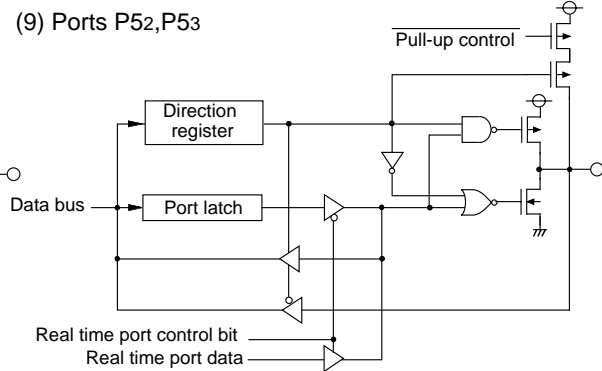 (9) Ports P52,P53
Pull-up control
Direction
register
Data bus
Port latch
Real time port control bit
Real time port data